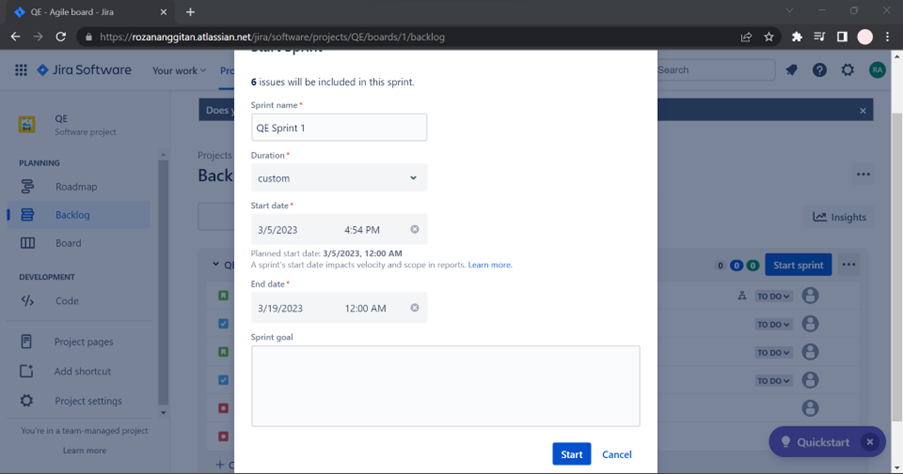 QE - Agile board - Jira
https://rozananggitan.atlassian.net/jira/software/projects/QE/boards/1/backlog
Jira Software
Your work
Search
RA
Start Sprint
6 issues will be included in this sprint.
Does
QE
Software project
Sprint name*
QE Sprint 1
PLANNING
Roadmap
Backlog
Board
Projects
Back
Duration*
custom
Start date*
3/5/2023 4:54 PM
Planned start date: 3/5/2023, 12:00 AM
A sprint's start date impacts velocity and scope in reports. Learn more.
Insights
End date*
3/19/2023 12:00 AM
QE
0 0 0 Start sprint
DEVELOPMENT
Code
TO DO
TO DO
TO DO
TO DO
Sprint goal
Project pages
Add shortcut
Project settings
You're in a team-managed project
Learn more
Start Cancel
Quickstart